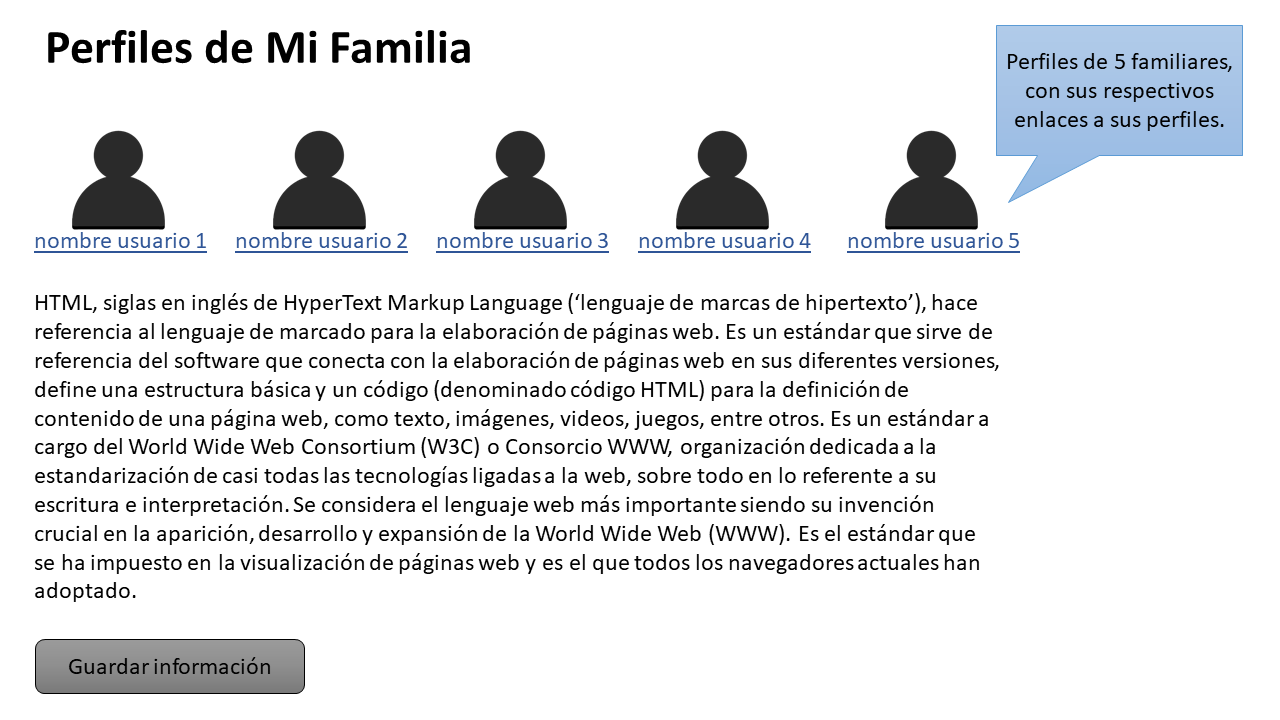 Perfiles de Mi Familia
Perfiles de 5 familiares,
con sus respectivos
enlaces a sus perfiles.
nombre usuario 1
nombre usuario 2
nombre usuario 3
nombre usuario 4
nombre usuario 5
HTML, siglas en inglés de HyperText Markup Language (‘lenguaje de marcas de hipertexto’), hace
referencia al lenguaje de marcado para la elaboración de páginas web. Es un estándar que sirve de
referencia del software que conecta con la elaboración de páginas web en sus diferentes versiones,
define una estructura básica y un código (denominado código HTML) para la definición de
contenido de una página web, como texto, imágenes, videos, juegos, entre otros. Es un estándar a
cargo del World Wide Web Consortium (W3C) o Consorcio WWW, organización dedicada a la
estandarización de casi todas las tecnologías ligadas a la web, sobre todo en lo referente a su
escritura e interpretación. Se considera el lenguaje web más importante siendo su invención
crucial en la aparición, desarrollo y expansión de la World Wide Web (WWW). Es el estándar que
se ha impuesto en la visualización de páginas web y es el que todos los navegadores actuales han
adoptado.
Guardar información